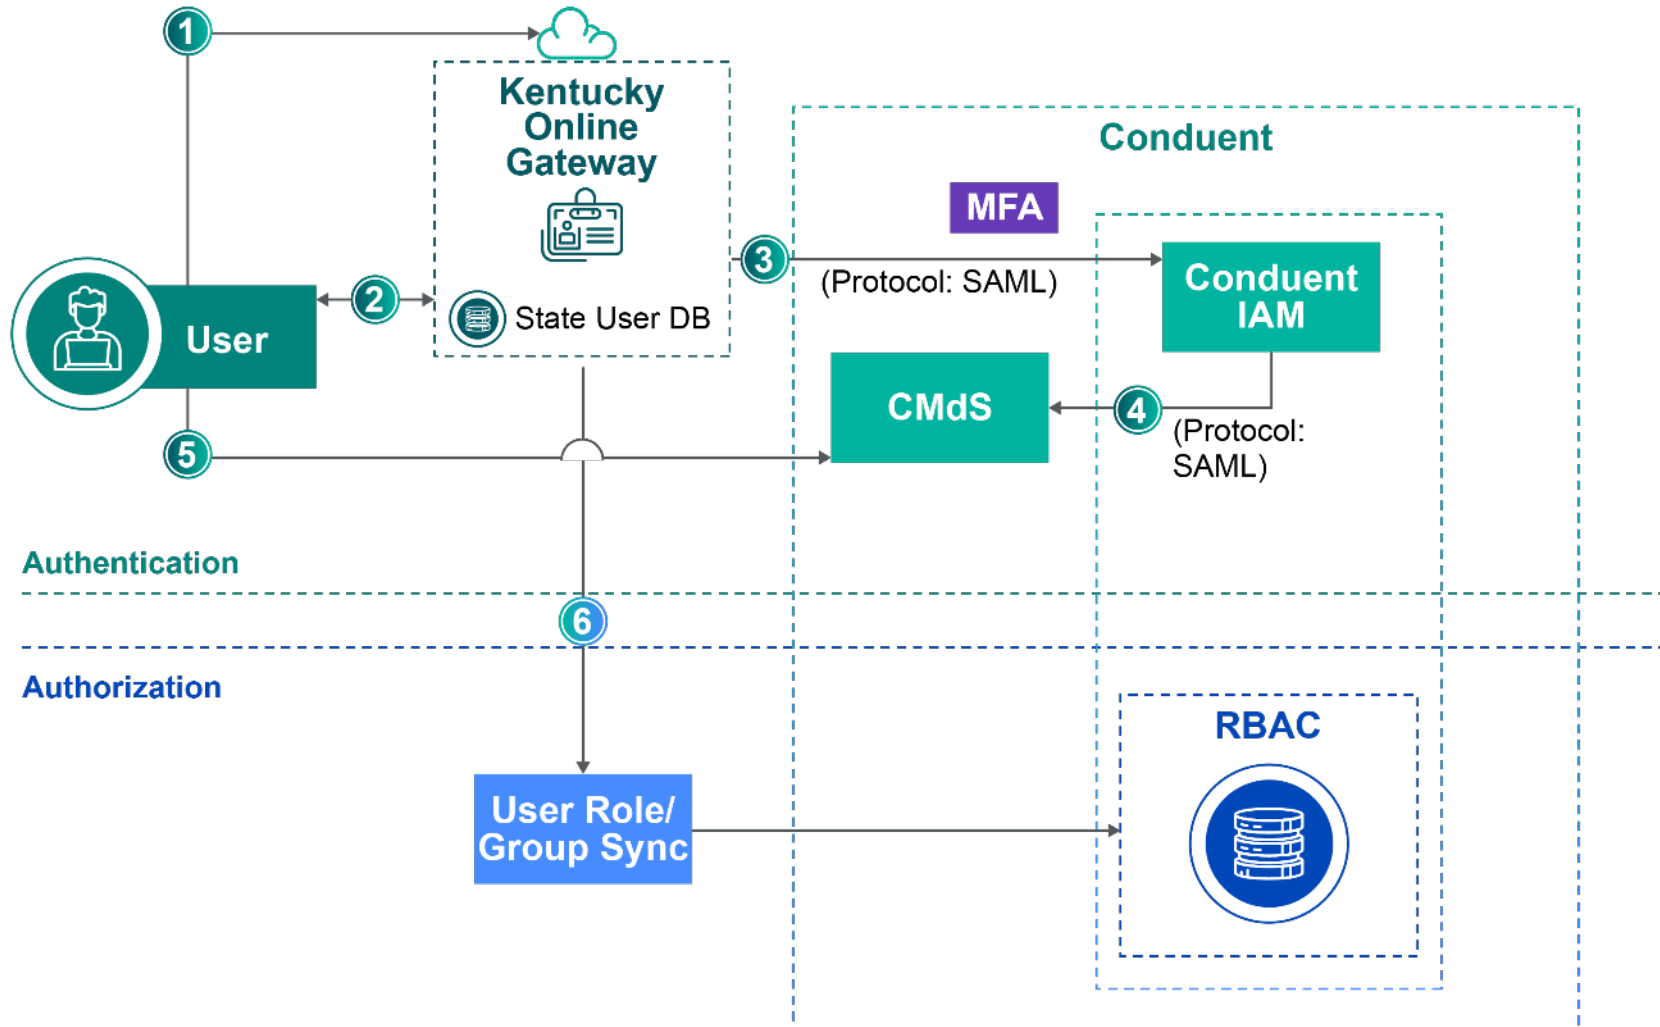 1
Kentucky
Online
Gateway
Conduent
MFA
3
(Protocol: SAML)
Conduent
IAM
2
State User DB
User
CMdS
4
(Protocol:
SAML)
5
Authentication
6
Authorization
RBAC
User Role/
Group Sync